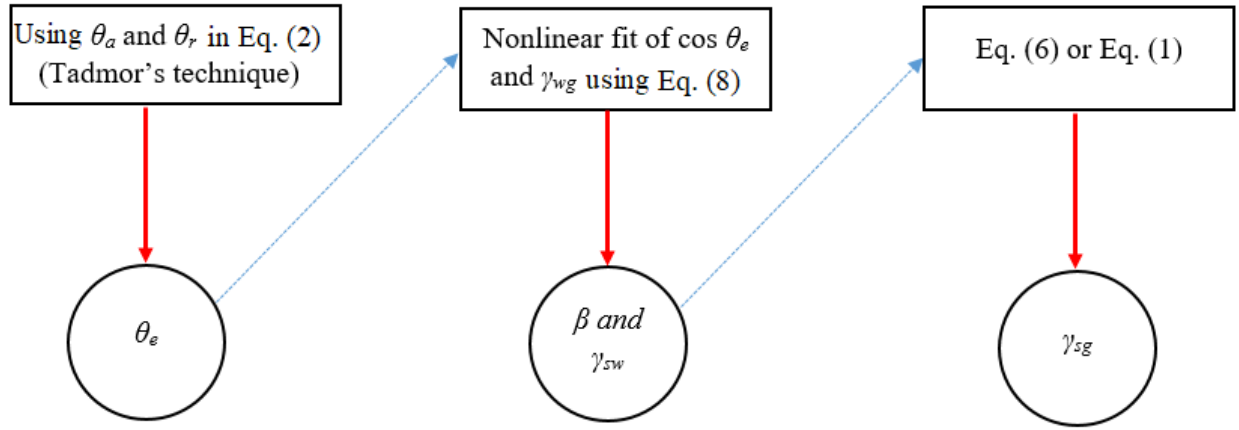 Using θa and θr in Eq. (2)
(Tadmor's technique)
Nonlinear fit of cos θe
and γwg using Eq. (8)
Eq. (6) or Eq. (1)
θe
β and
γsw
γsg